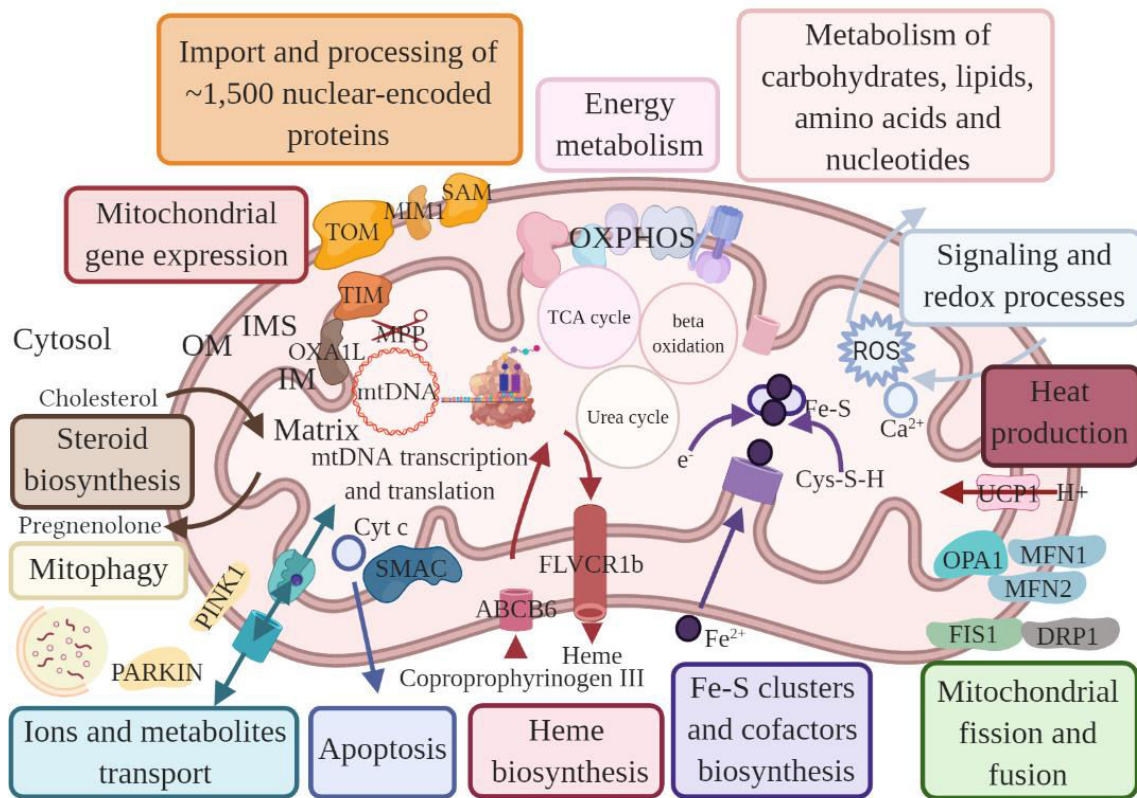 Import and processing of
~1,500 nuclear-encoded
proteins
Energy
metabolism
Metabolism of
carbohydrates, lipids,
amino acids and
nucleotides
Mitochondrial
gene expression
TOM
MIM1
SAM
OXPHOS
Signaling and
redox processes
TIM
TCA cycle
beta
oxidation
ROS
Cytosol
OM
IMS
OXA1L
MPP
IM
mtDNA
Urea cycle
Fe-S
Ca²⁺
Heat
production
Cholesterol
Steroid
biosynthesis
Pregnenolone
Matrix
mtDNA transcription
and translation
e⁻
Cys-S-H
UCP1
H+
Mitophagy
PINK1
PARKIN
Cyt c
SMAC
ABCB6
FLVCR1b
Heme
Coproprophyrinogen III
Fe²⁺
OPA1
MFN1
MFN2
FIS1
DRP1
Ions and metabolites
transport
Apoptosis
Heme
biosynthesis
Fe-S clusters
and cofactors
biosynthesis
Mitochondrial
fission and
fusion